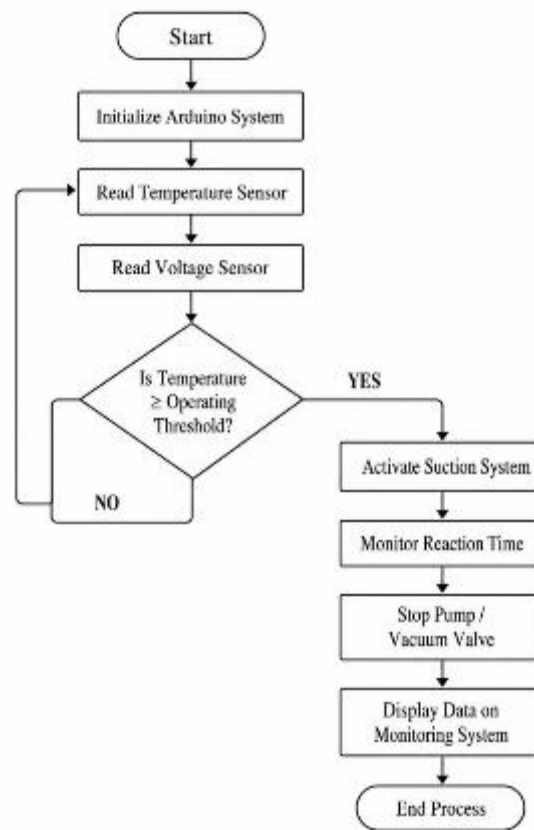 Start
Initialize Arduino System
Read Temperature Sensor
Read Voltage Sensor
Is Temperature
≥ Operating
Threshold?
YES
NO
Activate Suction System
Monitor Reaction Time
Stop Pump /
Vacuum Valve
Display Data on
Monitoring System
End Process